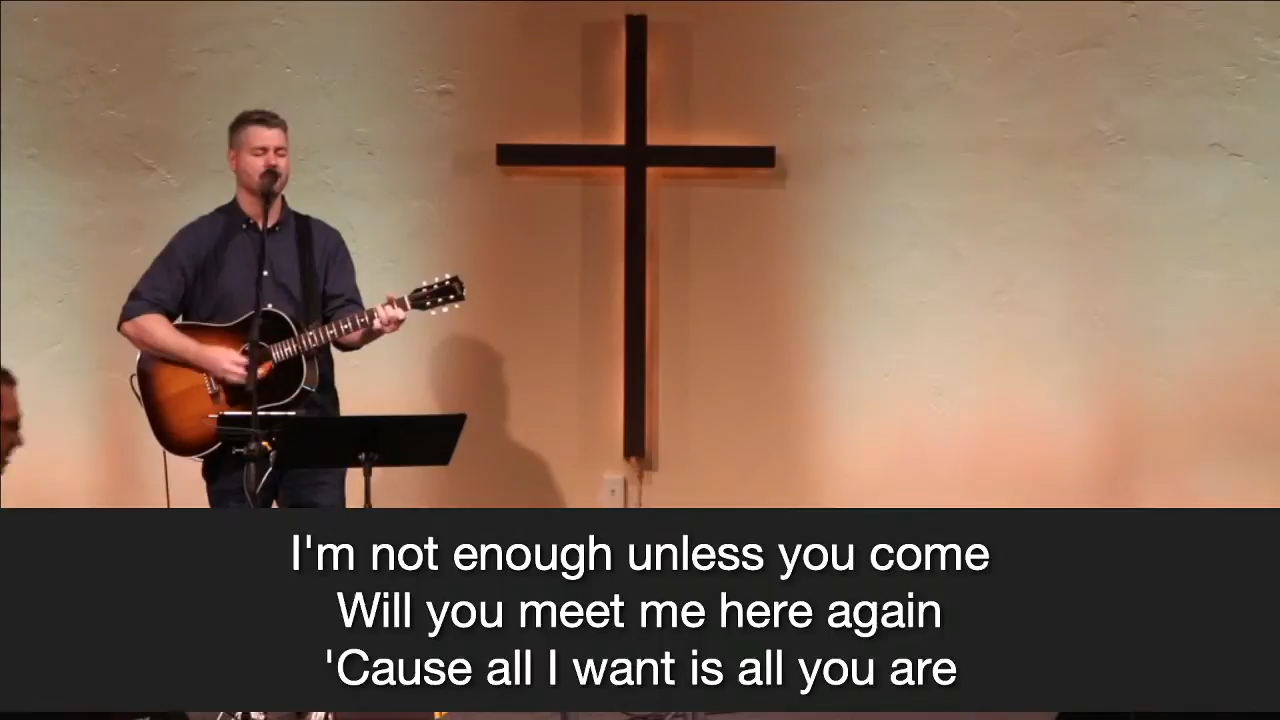 I'm not enough unless you come
Will you meet me here again
'Cause all I want is all you are